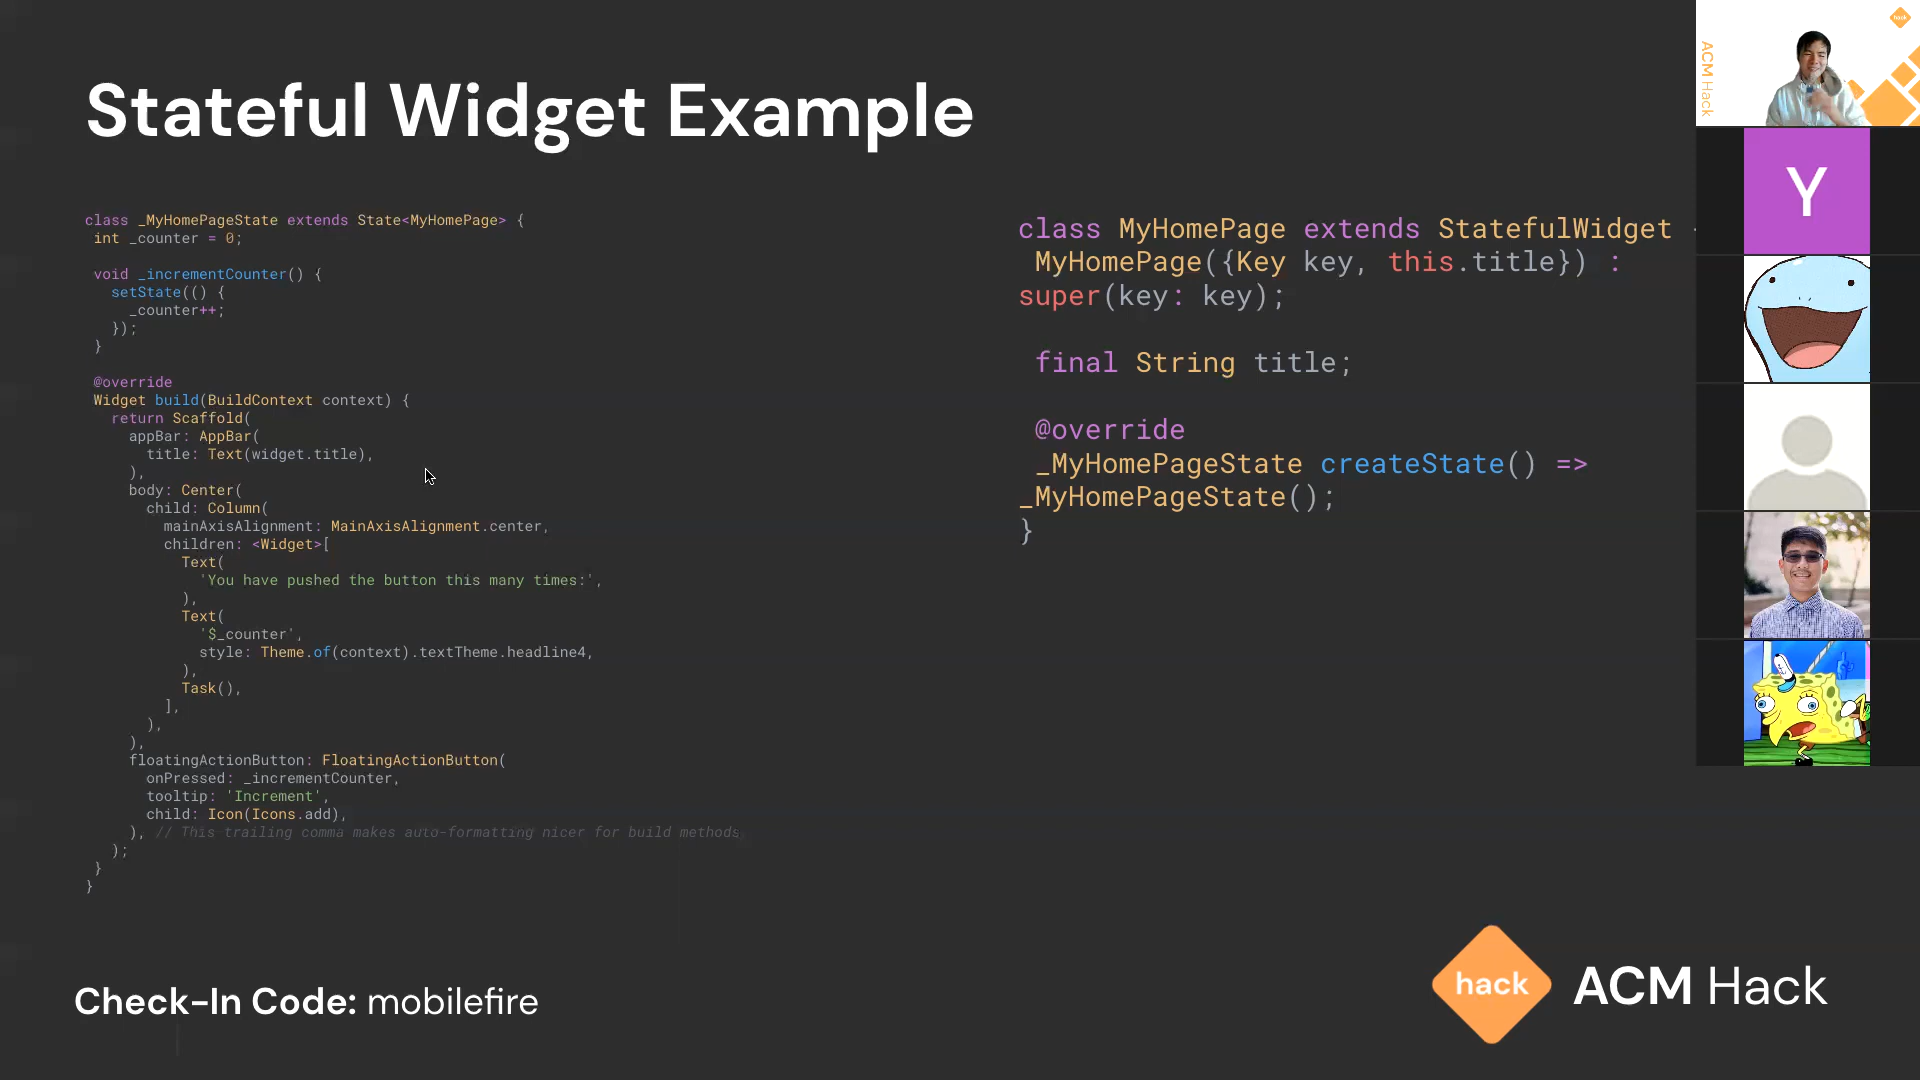 Stateful Widget Example
class _MyHomePageState extends State<MyHomePage> {
 int _counter = 0;

 void _incrementCounter() {
   setState(() {
     _counter++;
   });
 }

 @override
 Widget build(BuildContext context) {
   return Scaffold(
     appBar: AppBar(
       title: Text(widget.title),
     ),
     body: Center(
       child: Column(
         mainAxisAlignment: MainAxisAlignment.center,
         children: <Widget>[
           Text(
             'You have pushed the button this many times:',
           ),
           Text(
             '$_counter',
             style: Theme.of(context).textTheme.headline4,
           ),
           Task(),
         ],
       ),
     ),
     floatingActionButton: FloatingActionButton(
       onPressed: _incrementCounter,
       tooltip: 'Increment',
       child: Icon(Icons.add),
     ), // This trailing comma makes auto-formatting nicer for build methods.
   );
 }
}
class MyHomePage extends StatefulWidget
 MyHomePage({Key key, this.title}) :
super(key: key);

 final String title;

 @override
 _MyHomePageState createState() =>
_MyHomePageState();
}
Check-In Code: mobilefire
hack
ACM Hack
ACM Hack
hack
Y